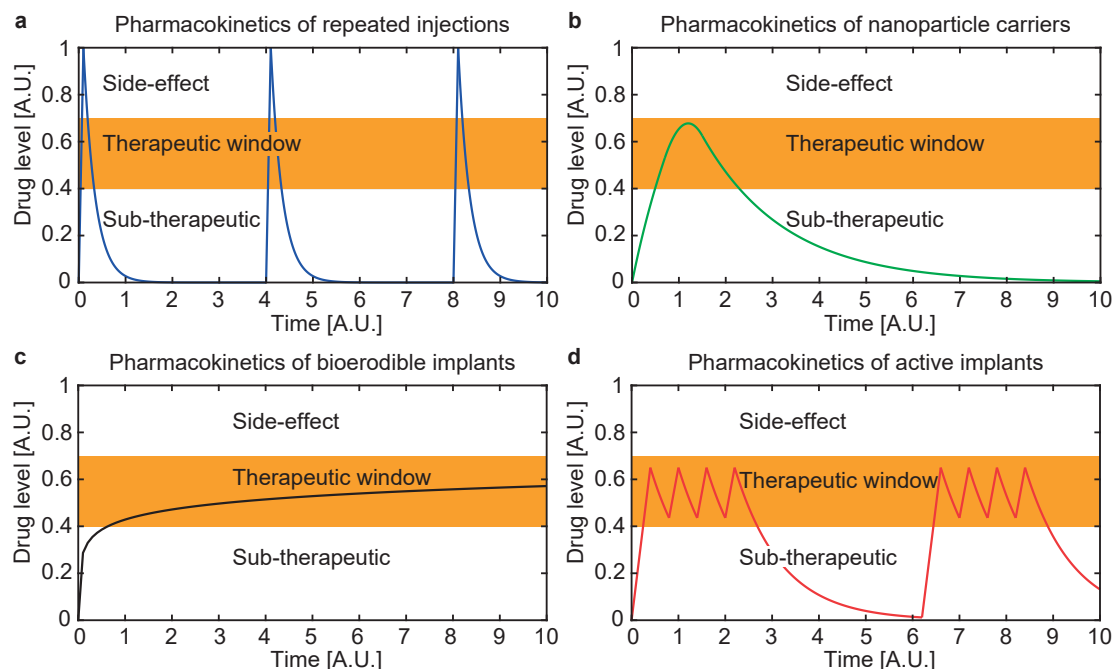 a Pharmacokinetics of repeated injections
Drug level [A.U.]
1
0.8
0.6
0.4
0.2
0
Side-effect
Therapeutic window
Sub-therapeutic
0 1 2 3 4 5 6 7 8 9 10
Time [A.U.]
b Pharmacokinetics of nanoparticle carriers
Drug level [A.U.]
1
0.8
0.6
0.4
0.2
0
Side-effect
Therapeutic window
Sub-therapeutic
0 1 2 3 4 5 6 7 8 9 10
Time [A.U.]
c Pharmacokinetics of bioerodible implants
Drug level [A.U.]
1
0.8
0.6
0.4
0.2
0
Side-effect
Therapeutic window
Sub-therapeutic
0 1 2 3 4 5 6 7 8 9 10
Time [A.U.]
d Pharmacokinetics of active implants
Drug level [A.U.]
1
0.8
0.6
0.4
0.2
0
Side-effect
Therapeutic window
Sub-therapeutic
0 1 2 3 4 5 6 7 8 9 10
Time [A.U.]